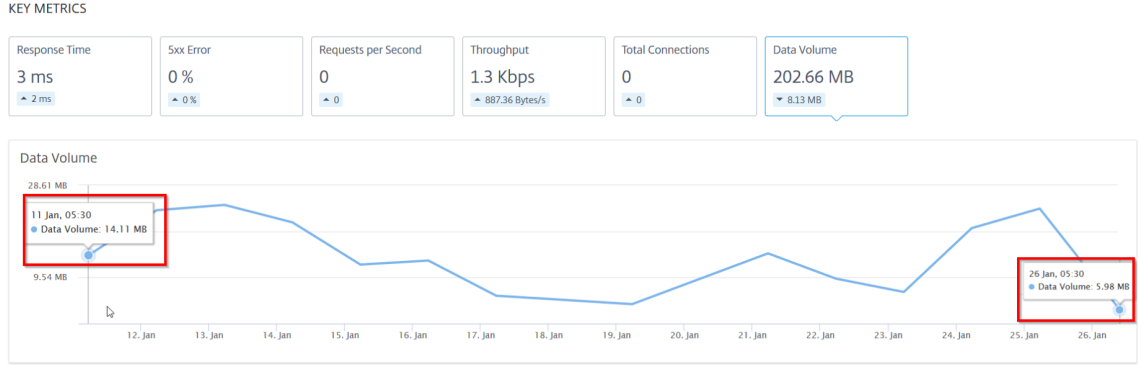 KEY METRICS
Response Time
3 ms
2 ms
5xx Error
0 %
0 %
Requests per Second
0
0
Throughput
1.3 Kbps
887.36 Bytes/s
Total Connections
0
0
Data Volume
202.66 MB
8.13 MB
Data Volume
28.61 MB
11 Jan, 05:30
Data Volume: 14.11 MB
9.54 MB
26 Jan, 05:30
Data Volume: 5.98 MB
12. Jan 13. Jan 14. Jan 15. Jan 16. Jan 17. Jan 18. Jan 19. Jan 20. Jan 21. Jan 22. Jan 23. Jan 24. Jan 25. Jan 26. Jan